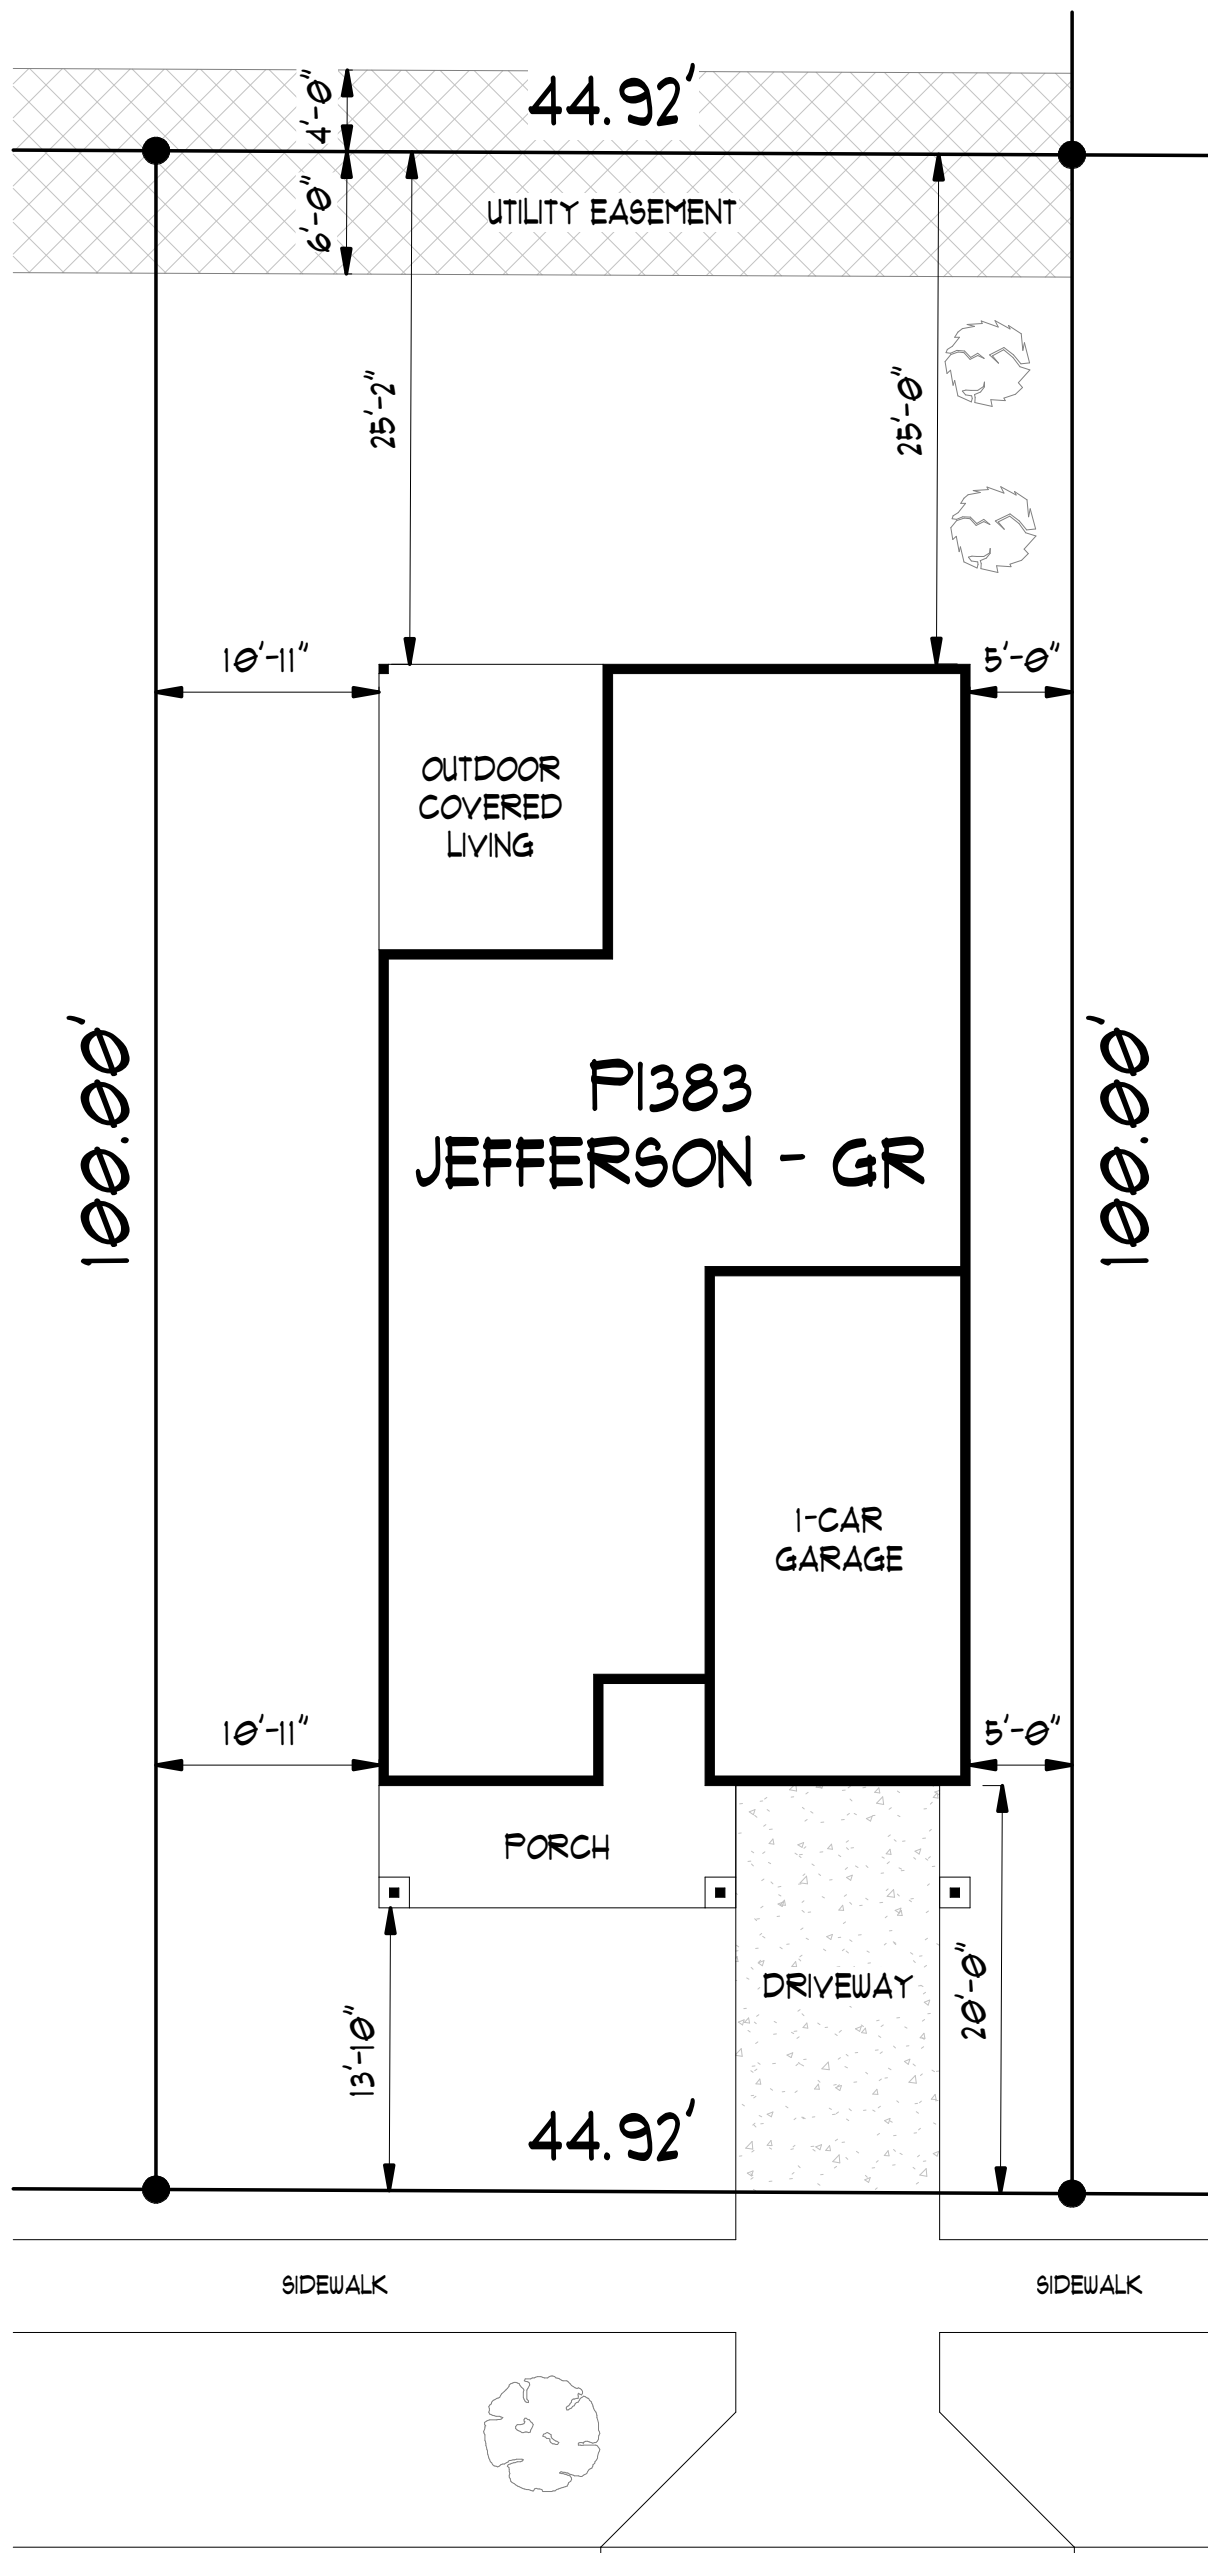 4'-0"
44.92'
6'-0"
UTILITY EASEMENT
25'-2"
25'-0"
10'-11"
5'-0"
OUTDOOR
COVERED
LIVING
100.00'
100.00'
P1383
JEFFERSON - GR
1-CAR
GARAGE
10'-11"
5'-0"
PORCH
DRIVEWAY
20'-0"
13'-10"
44.92'
SIDEWALK
SIDEWALK